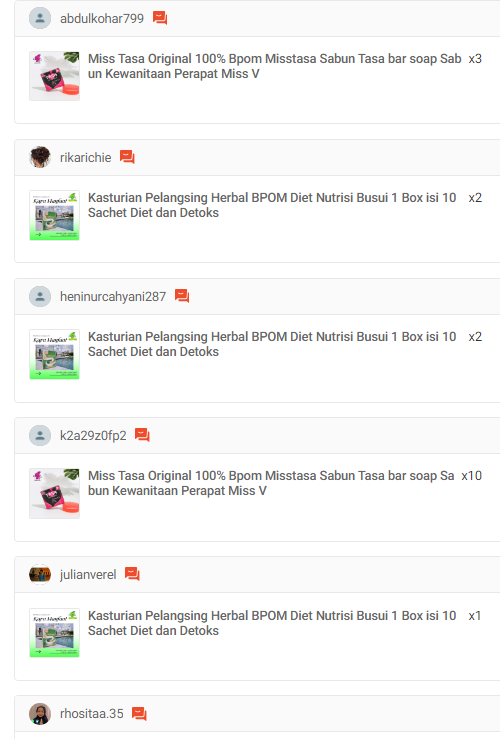 abdulkohar799
Miss Tasa Original 100% Bpom Misstasa Sabun Tasa bar soap Sab x3
un Kewanitaan Perapat Miss V
rikarichie
Kasturian Pelangsing Herbal BPOM Diet Nutrisi Busui 1 Box isi 10 x2
Sachet Diet dan Detoks
heninurcahyani287
Kasturian Pelangsing Herbal BPOM Diet Nutrisi Busui 1 Box isi 10 x2
Sachet Diet dan Detoks
k2a29z0fp2
Miss Tasa Original 100% Bpom Misstasa Sabun Tasa bar soap Sa x10
bun Kewanitaan Perapat Miss V
julianverel
Kasturian Pelangsing Herbal BPOM Diet Nutrisi Busui 1 Box isi 10 x1
Sachet Diet dan Detoks
rhositaa.35